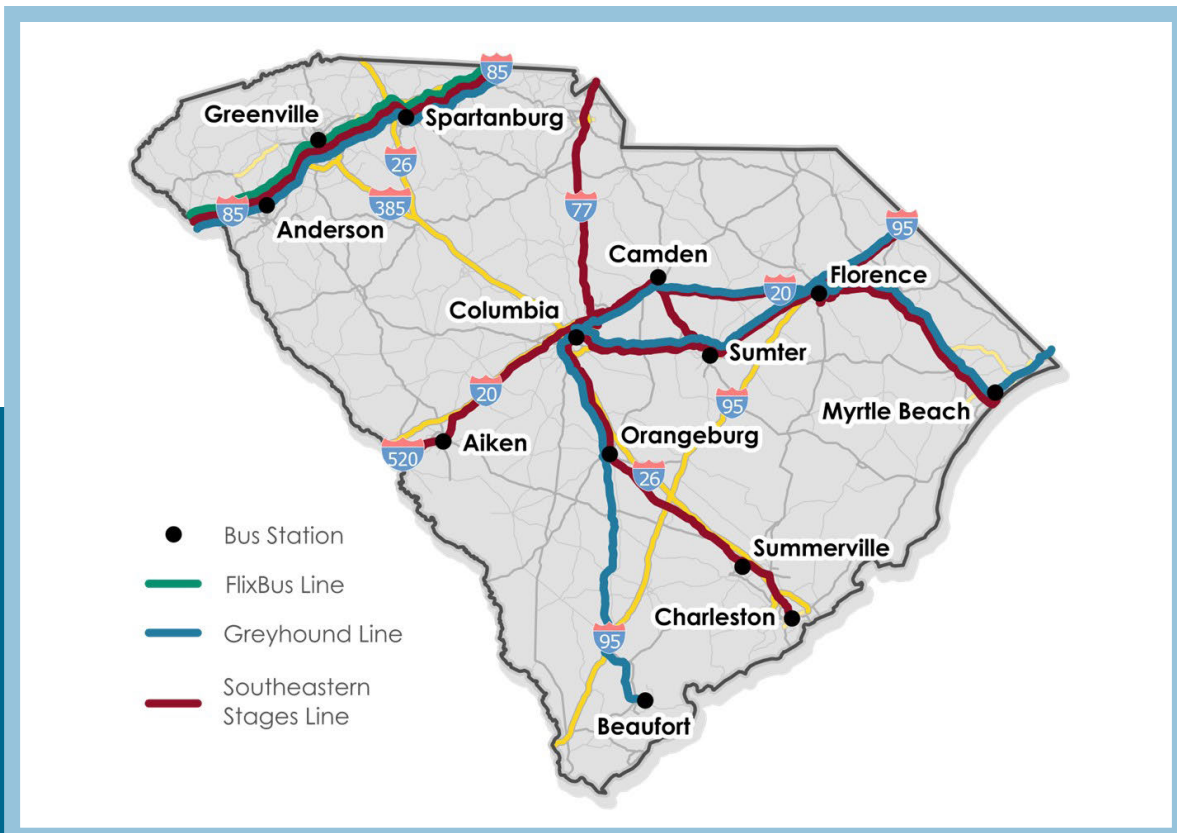 85
Greenville
Spartanburg
26
385
77
85
Anderson
95
Camden
Florence
20
Columbia
Sumter
20
95
Myrtle Beach
Aiken
520
Orangeburg
26
Bus Station
Summerville
FlixBus Line
Charleston
Greyhound Line
95
Southeastern
Stages Line
Beaufort